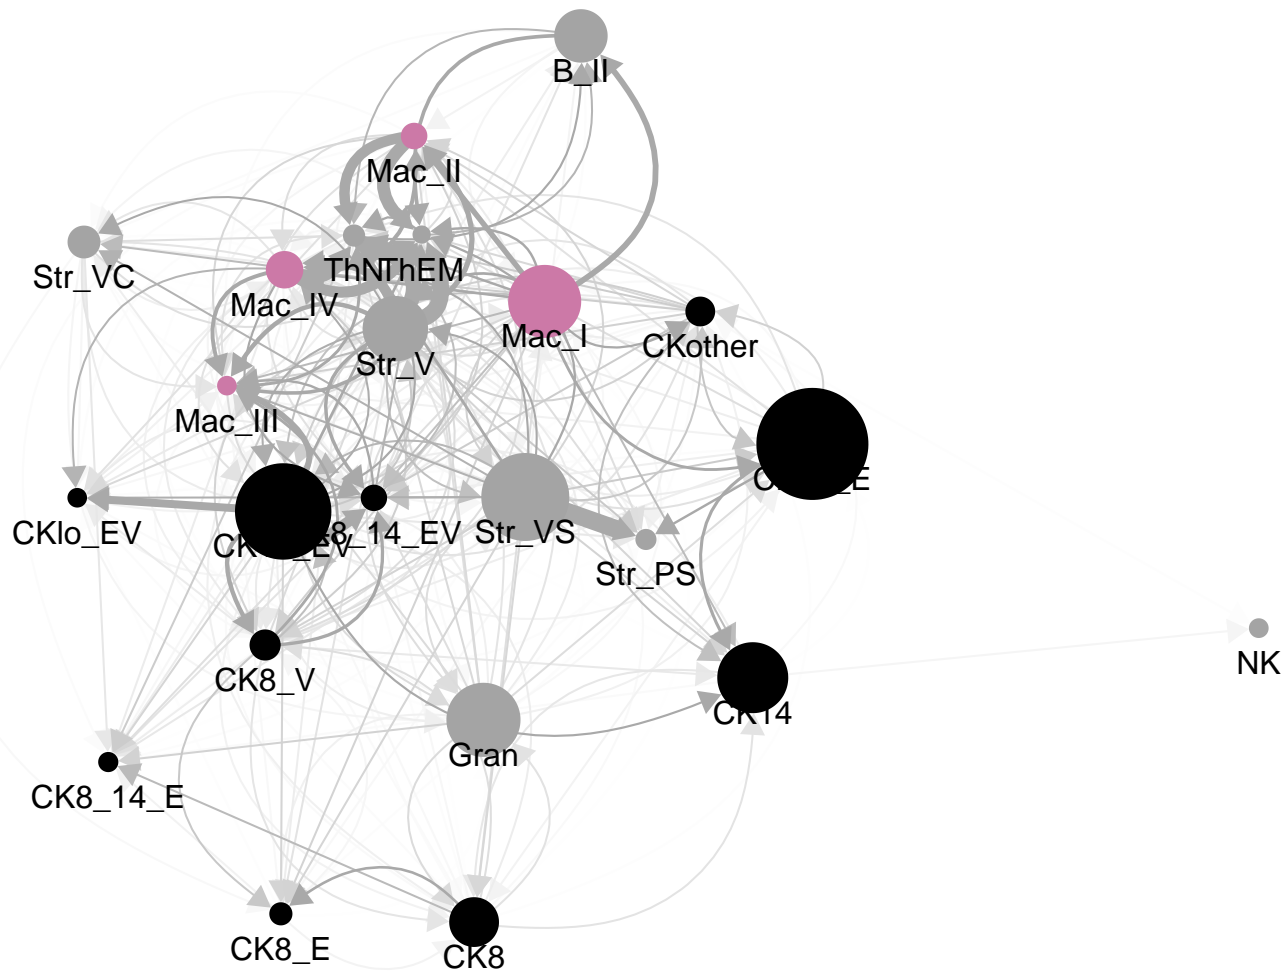 B_II
Mac_II
ThN
ThEM
Str_VC
Mac_IV
Mac_I
CKother
Str_V
Mac_III
CKlo_EV
Str_VS
Str_PS
NK
CK8_V
CK14
Gran
CK8_14_E
CK8_E
CK8